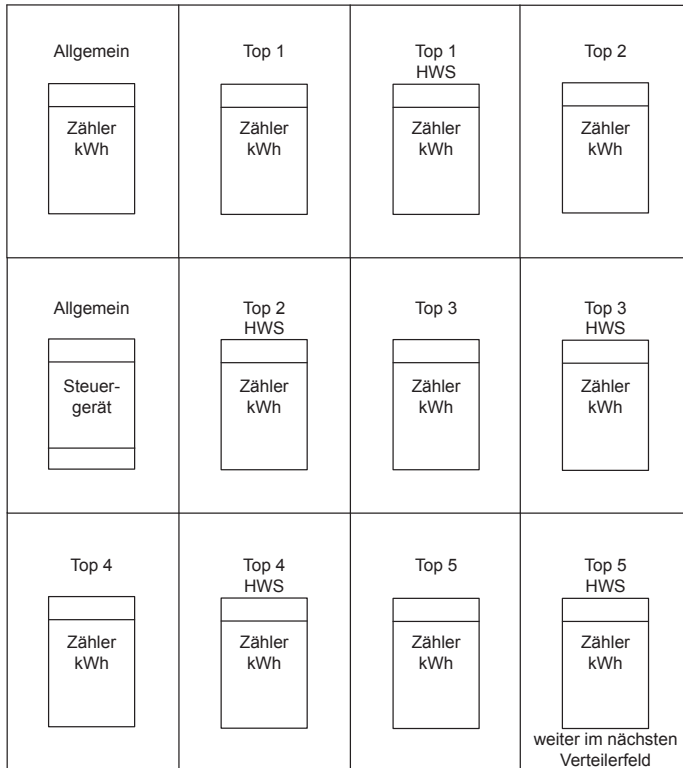 Allgemein
Zähler
kWh
Top 1
Zähler
kWh
Top 1
HWS
Zähler
kWh
Top 2
Zähler
kWh
Allgemein
Steuer-
gerät
Top 2
HWS
Zähler
kWh
Top 3
Zähler
kWh
Top 3
HWS
Zähler
kWh
Top 4
Zähler
kWh
Top 4
HWS
Zähler
kWh
Top 5
Zähler
kWh
Top 5
HWS
Zähler
kWh
weiter im nächsten
Verteilerfeld